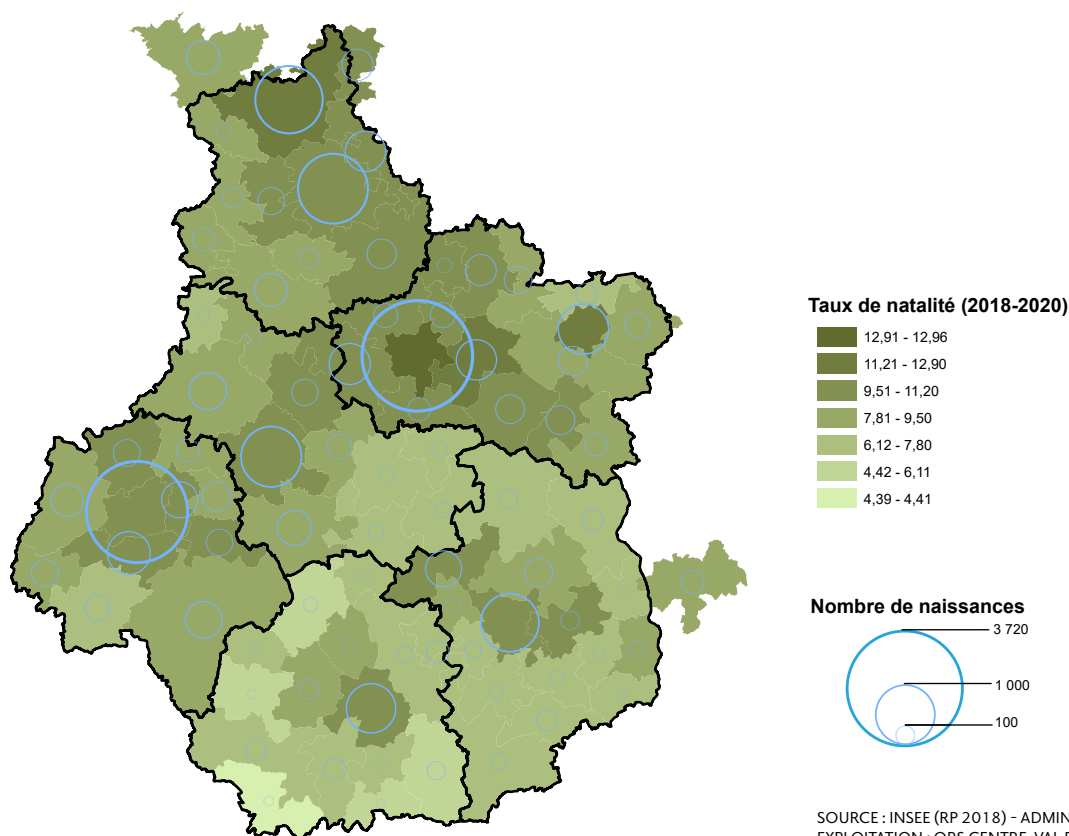 Taux de natalité (2018-2020)
12,91 - 12,96
11,21 - 12,90
9,51 - 11,20
7,81 - 9,50
6,12 - 7,80
4,42 - 6,11
4,39 - 4,41
Nombre de naissances
3 720
1 000
100
SOURCE : INSEE (RP 2018) - ADMIN